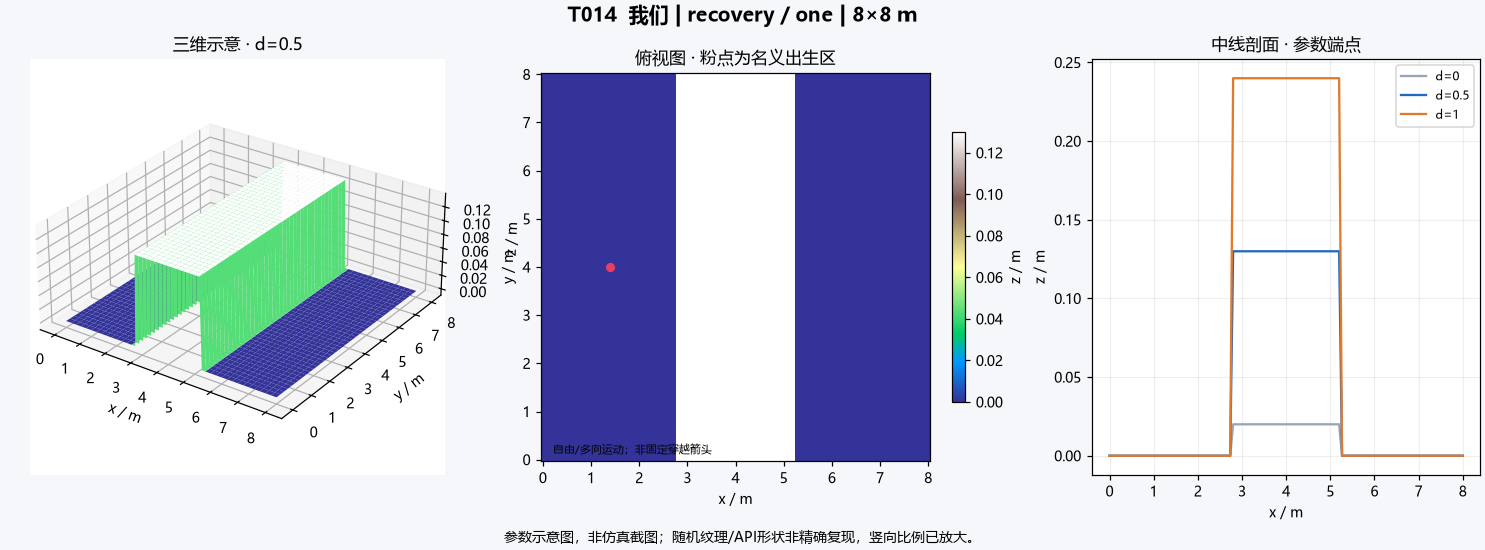 T014 我们 | recovery / one | 8×8 m
三维示意 · d=0.5
0.12
0.10
0.08
0.06
0.04
0.02
0.00
z / m
0 1 2 3 4 5 6 7 8
x / m
0 1 2 3 4 5 6 7 8
y / m
俯视图 · 粉点为名义出生区
8
7
6
5
4
3
2
1
0
y / m
自由/多向运动；非固定穿越箭头
0 1 2 3 4 5 6 7 8
x / m
0.12
0.10
0.08
0.06
0.04
0.02
0.00
z / m
中线剖面 · 参数端点
0.25
0.20
0.15
0.10
0.05
0.00
z / m
d=0
d=0.5
d=1
0 1 2 3 4 5 6 7 8
x / m
参数示意图，非仿真截图；随机纹理/API形状非精确复现，竖向比例已放大。